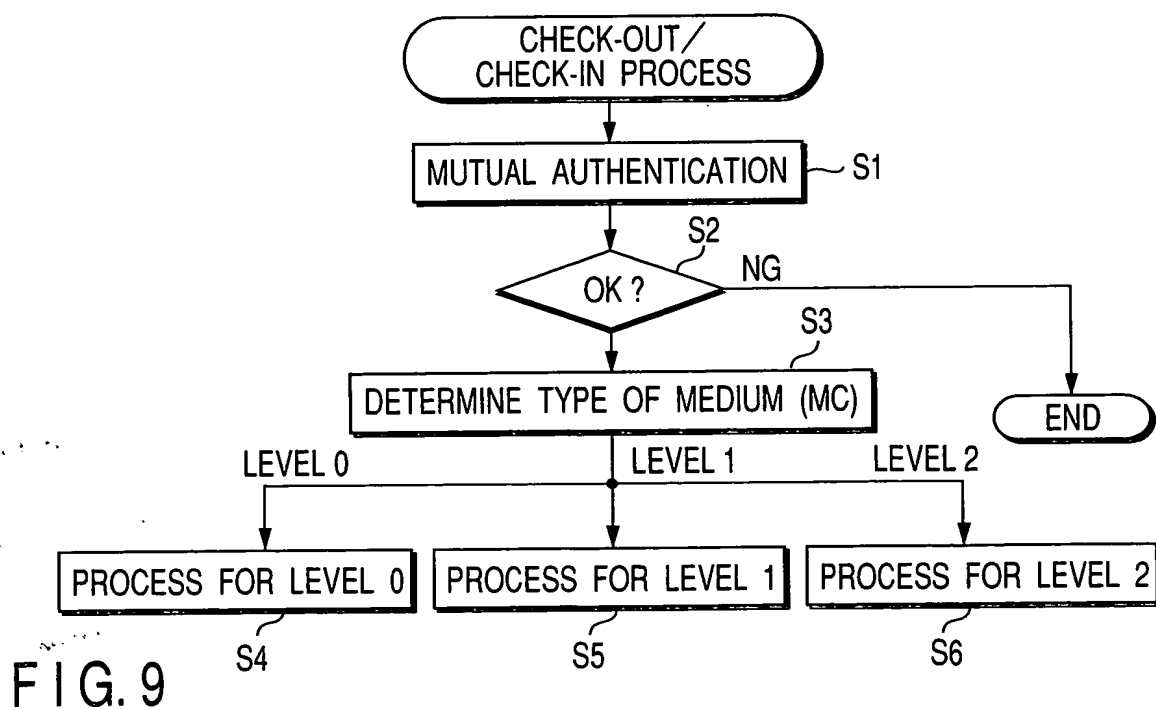 CHECK-OUT/
CHECK-IN PROCESS
MUTUAL AUTHENTICATION
S1
S2
OK ?
NG
S3
DETERMINE TYPE OF MEDIUM (MC)
END
LEVEL 0
LEVEL 1
LEVEL 2
PROCESS FOR LEVEL 0
PROCESS FOR LEVEL 1
PROCESS FOR LEVEL 2
S4
S5
S6
FIG. 9